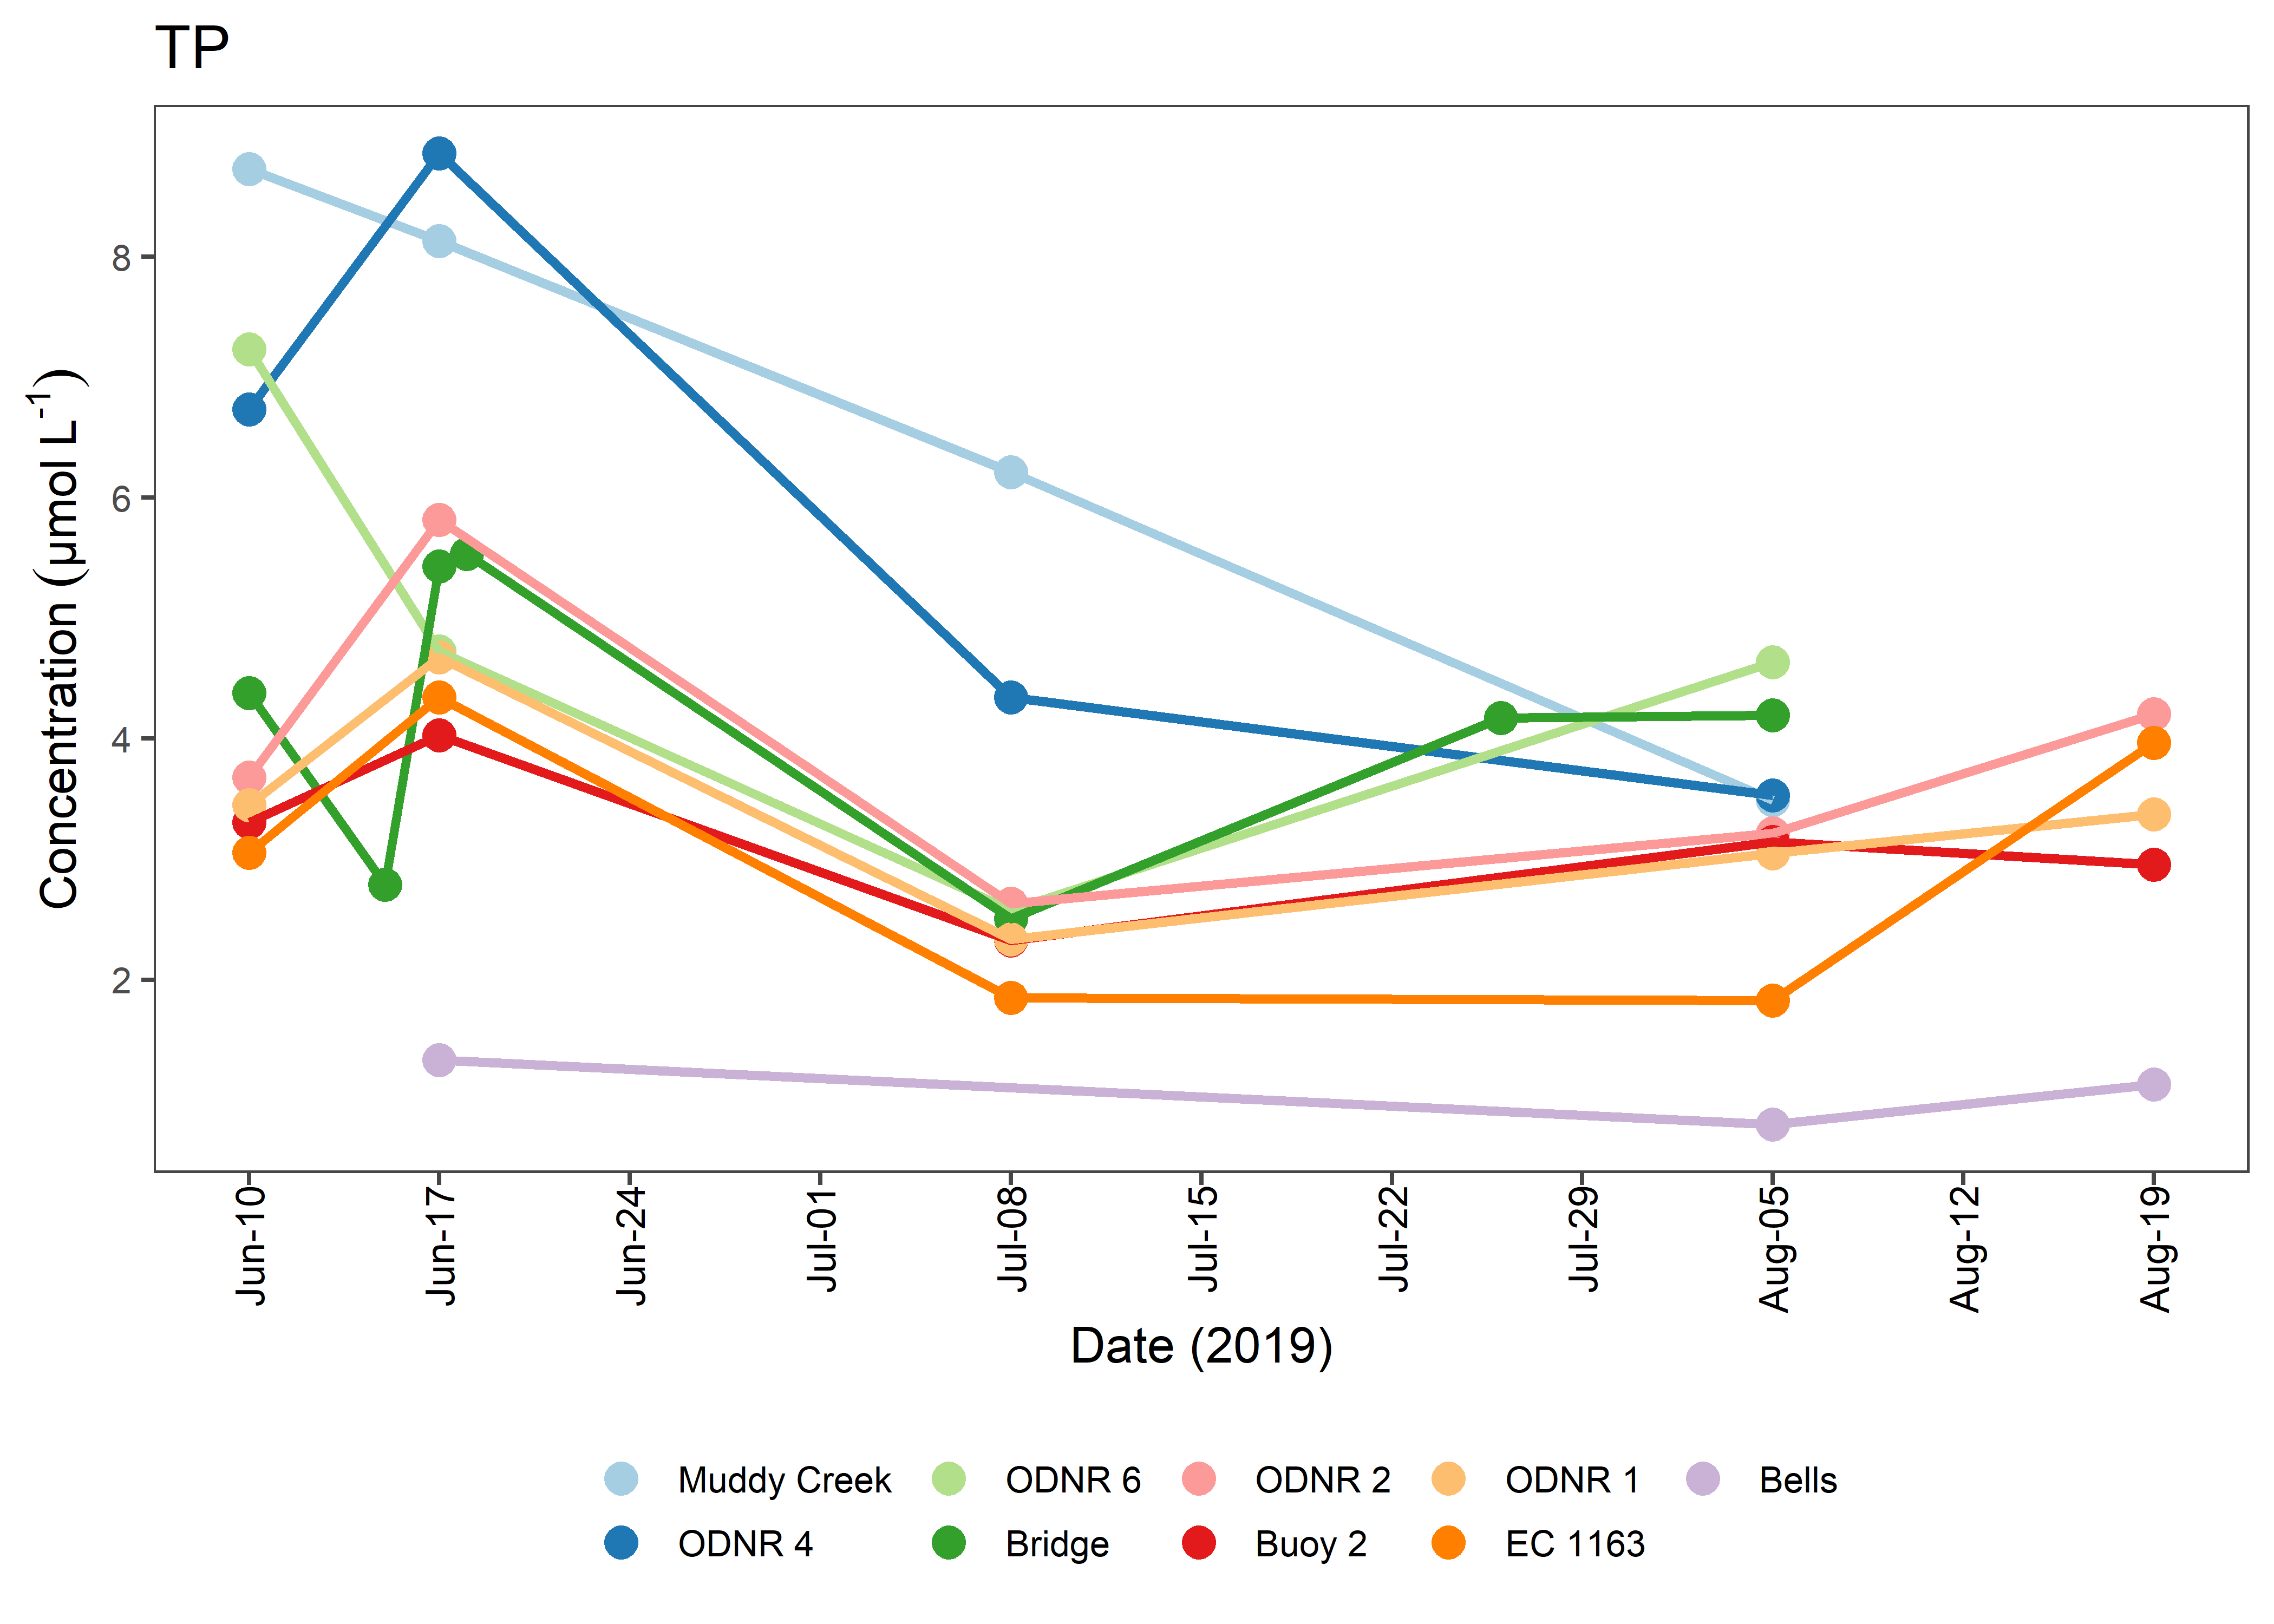 TP
Concentration (µmol L⁻¹)
8
6
4
2
Jun-10
Jun-17
Jun-24
Jul-01
Jul-08
Jul-15
Jul-22
Jul-29
Aug-05
Aug-12
Aug-19
Date (2019)
Muddy Creek ODNR 6 ODNR 2 ODNR 1 Bells
ODNR 4 Bridge Buoy 2 EC 1163